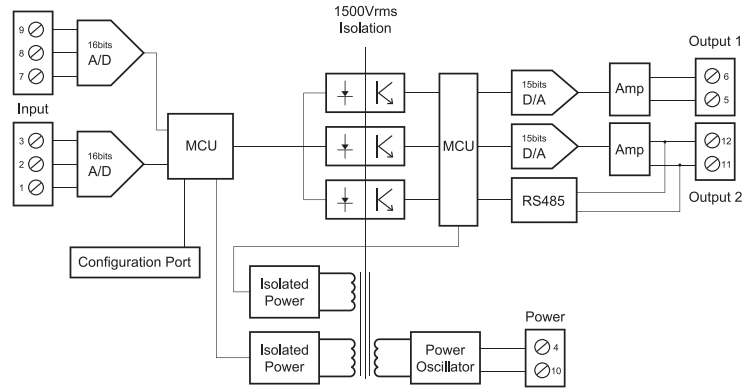 1500Vrms
Isolation
9
8
7
16bits
A/D
Input
3
2
1
16bits
A/D
MCU
Configuration Port
MCU
15bits
D/A
Amp
Output 1
6
5
15bits
D/A
Amp
12
11
Output 2
RS485
Isolated
Power
Isolated
Power
Power
Oscillator
Power
4
10